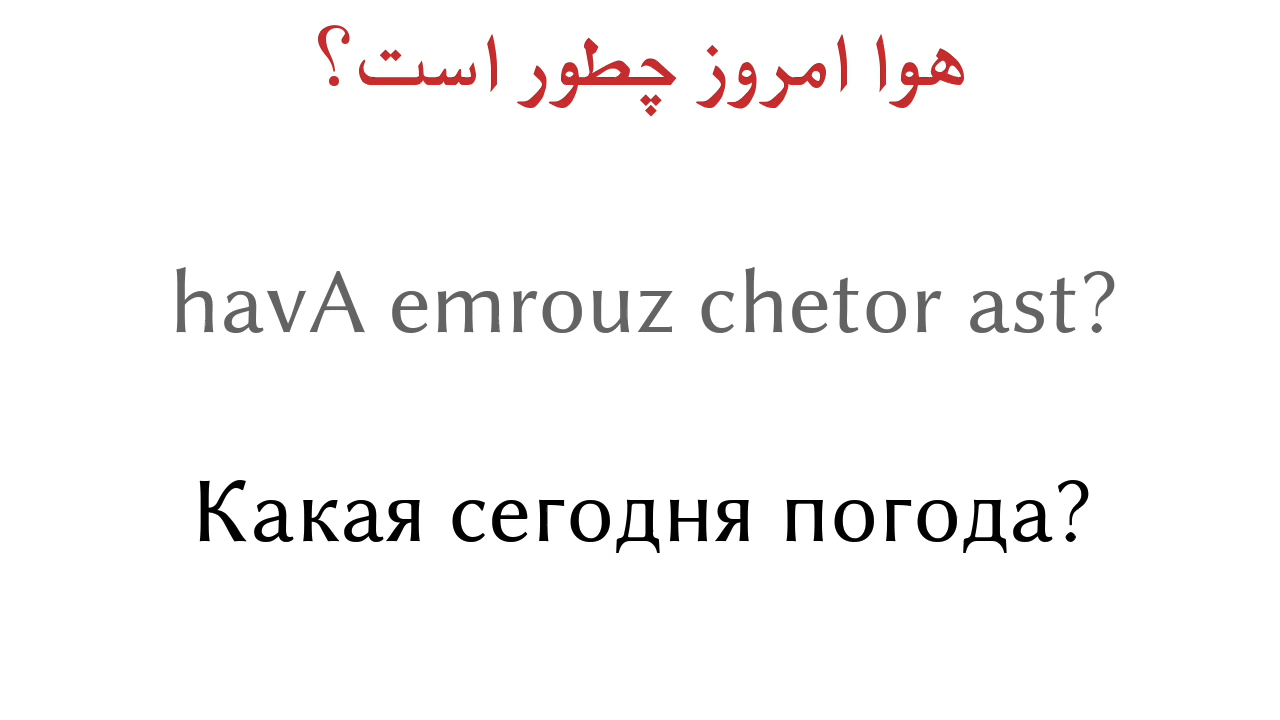 هوا امروز چطور است؟
havA emrouz chetor ast?
Какая сегодня погода?